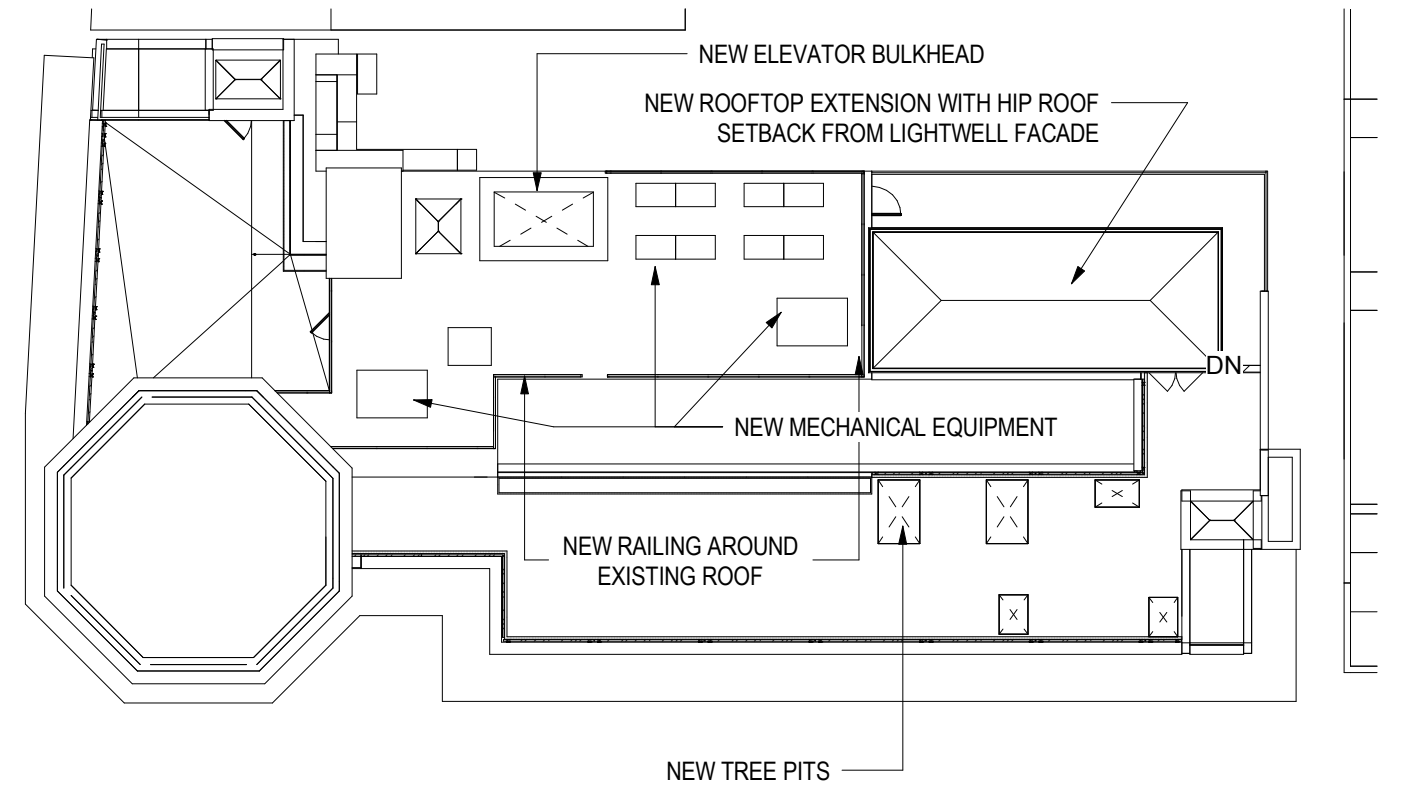 NEW ELEVATOR BULKHEAD
NEW ROOFTOP EXTENSION WITH HIP ROOF
SETBACK FROM LIGHTWELL FACADE
DN
NEW MECHANICAL EQUIPMENT
NEW RAILING AROUND
EXISTING ROOF
NEW TREE PITS